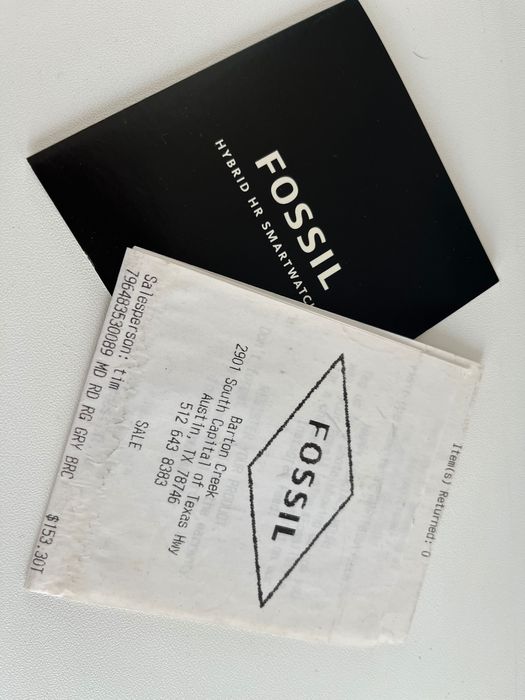 FOSSIL
HYBRID HR SMARTWATCH
Item(s) Returned: 0
FOSSIL
Barton Creek
2901 South Capital of Texas Hwy
Austin, TX 78746
512 643 8383
SALE
Salesperson: tim
796483530089 MD RD RG GRY BRC $153.30T